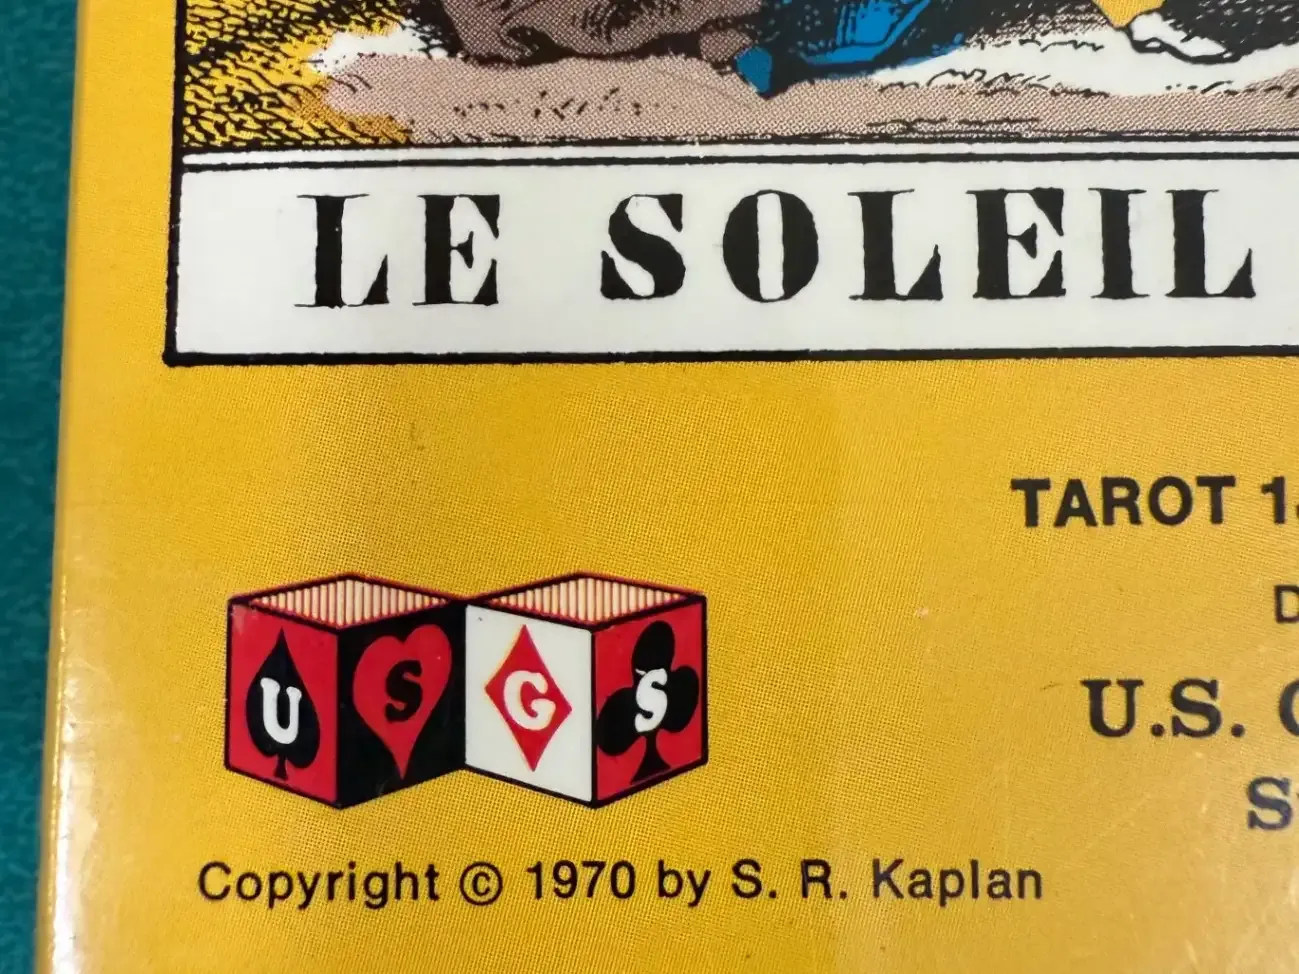 LE SOLEIL
TAROT
U S G S
U.S.
Copyright © 1970 by S. R. Kaplan